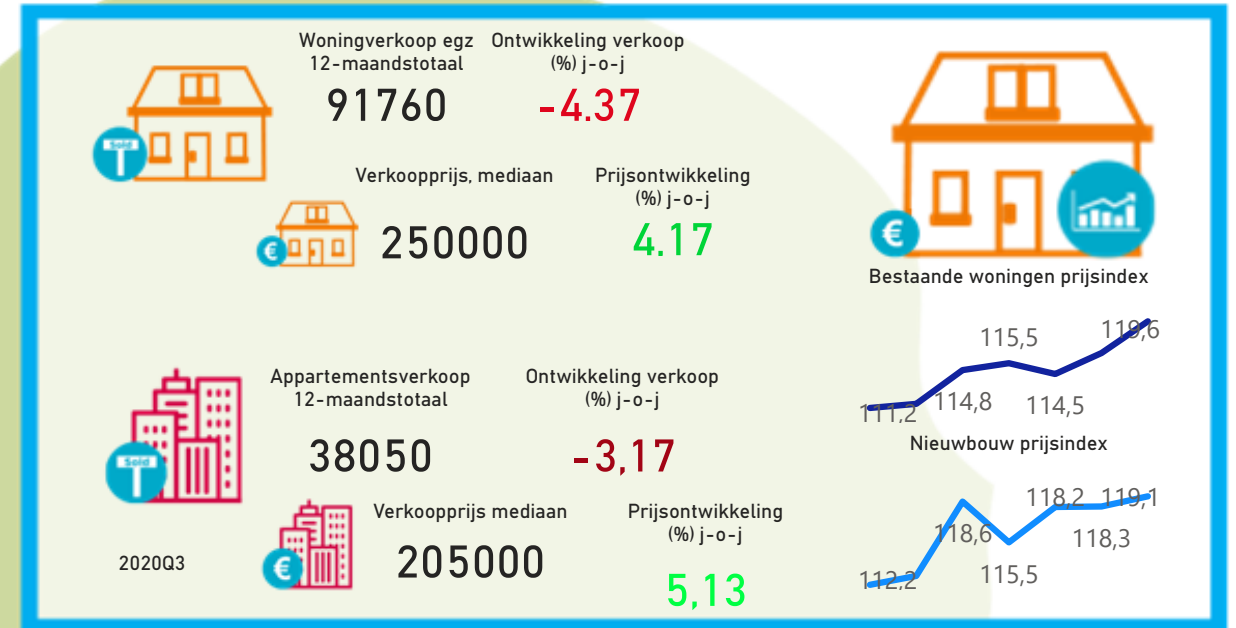 Woningverkoop egz
12-maandstotaal
91760
Ontwikkeling verkoop
(%) j-o-j
-4.37
Sold
Verkoopprijs, mediaan
250000
Prijsontwikkeling
(%) j-o-j
4.17
€
€
Bestaande woningen prijsindex
111,2
114,8
115,5
114,5
119,6
Appartementsverkoop
12-maandstotaal
38050
Ontwikkeling verkoop
(%) j-o-j
-3,17
Sold
Verkoopprijs mediaan
205000
Prijsontwikkeling
(%) j-o-j
5,13
€
2020Q3
Nieuwbouw prijsindex
112,2
118,6
115,5
118,2
118,3
119,1